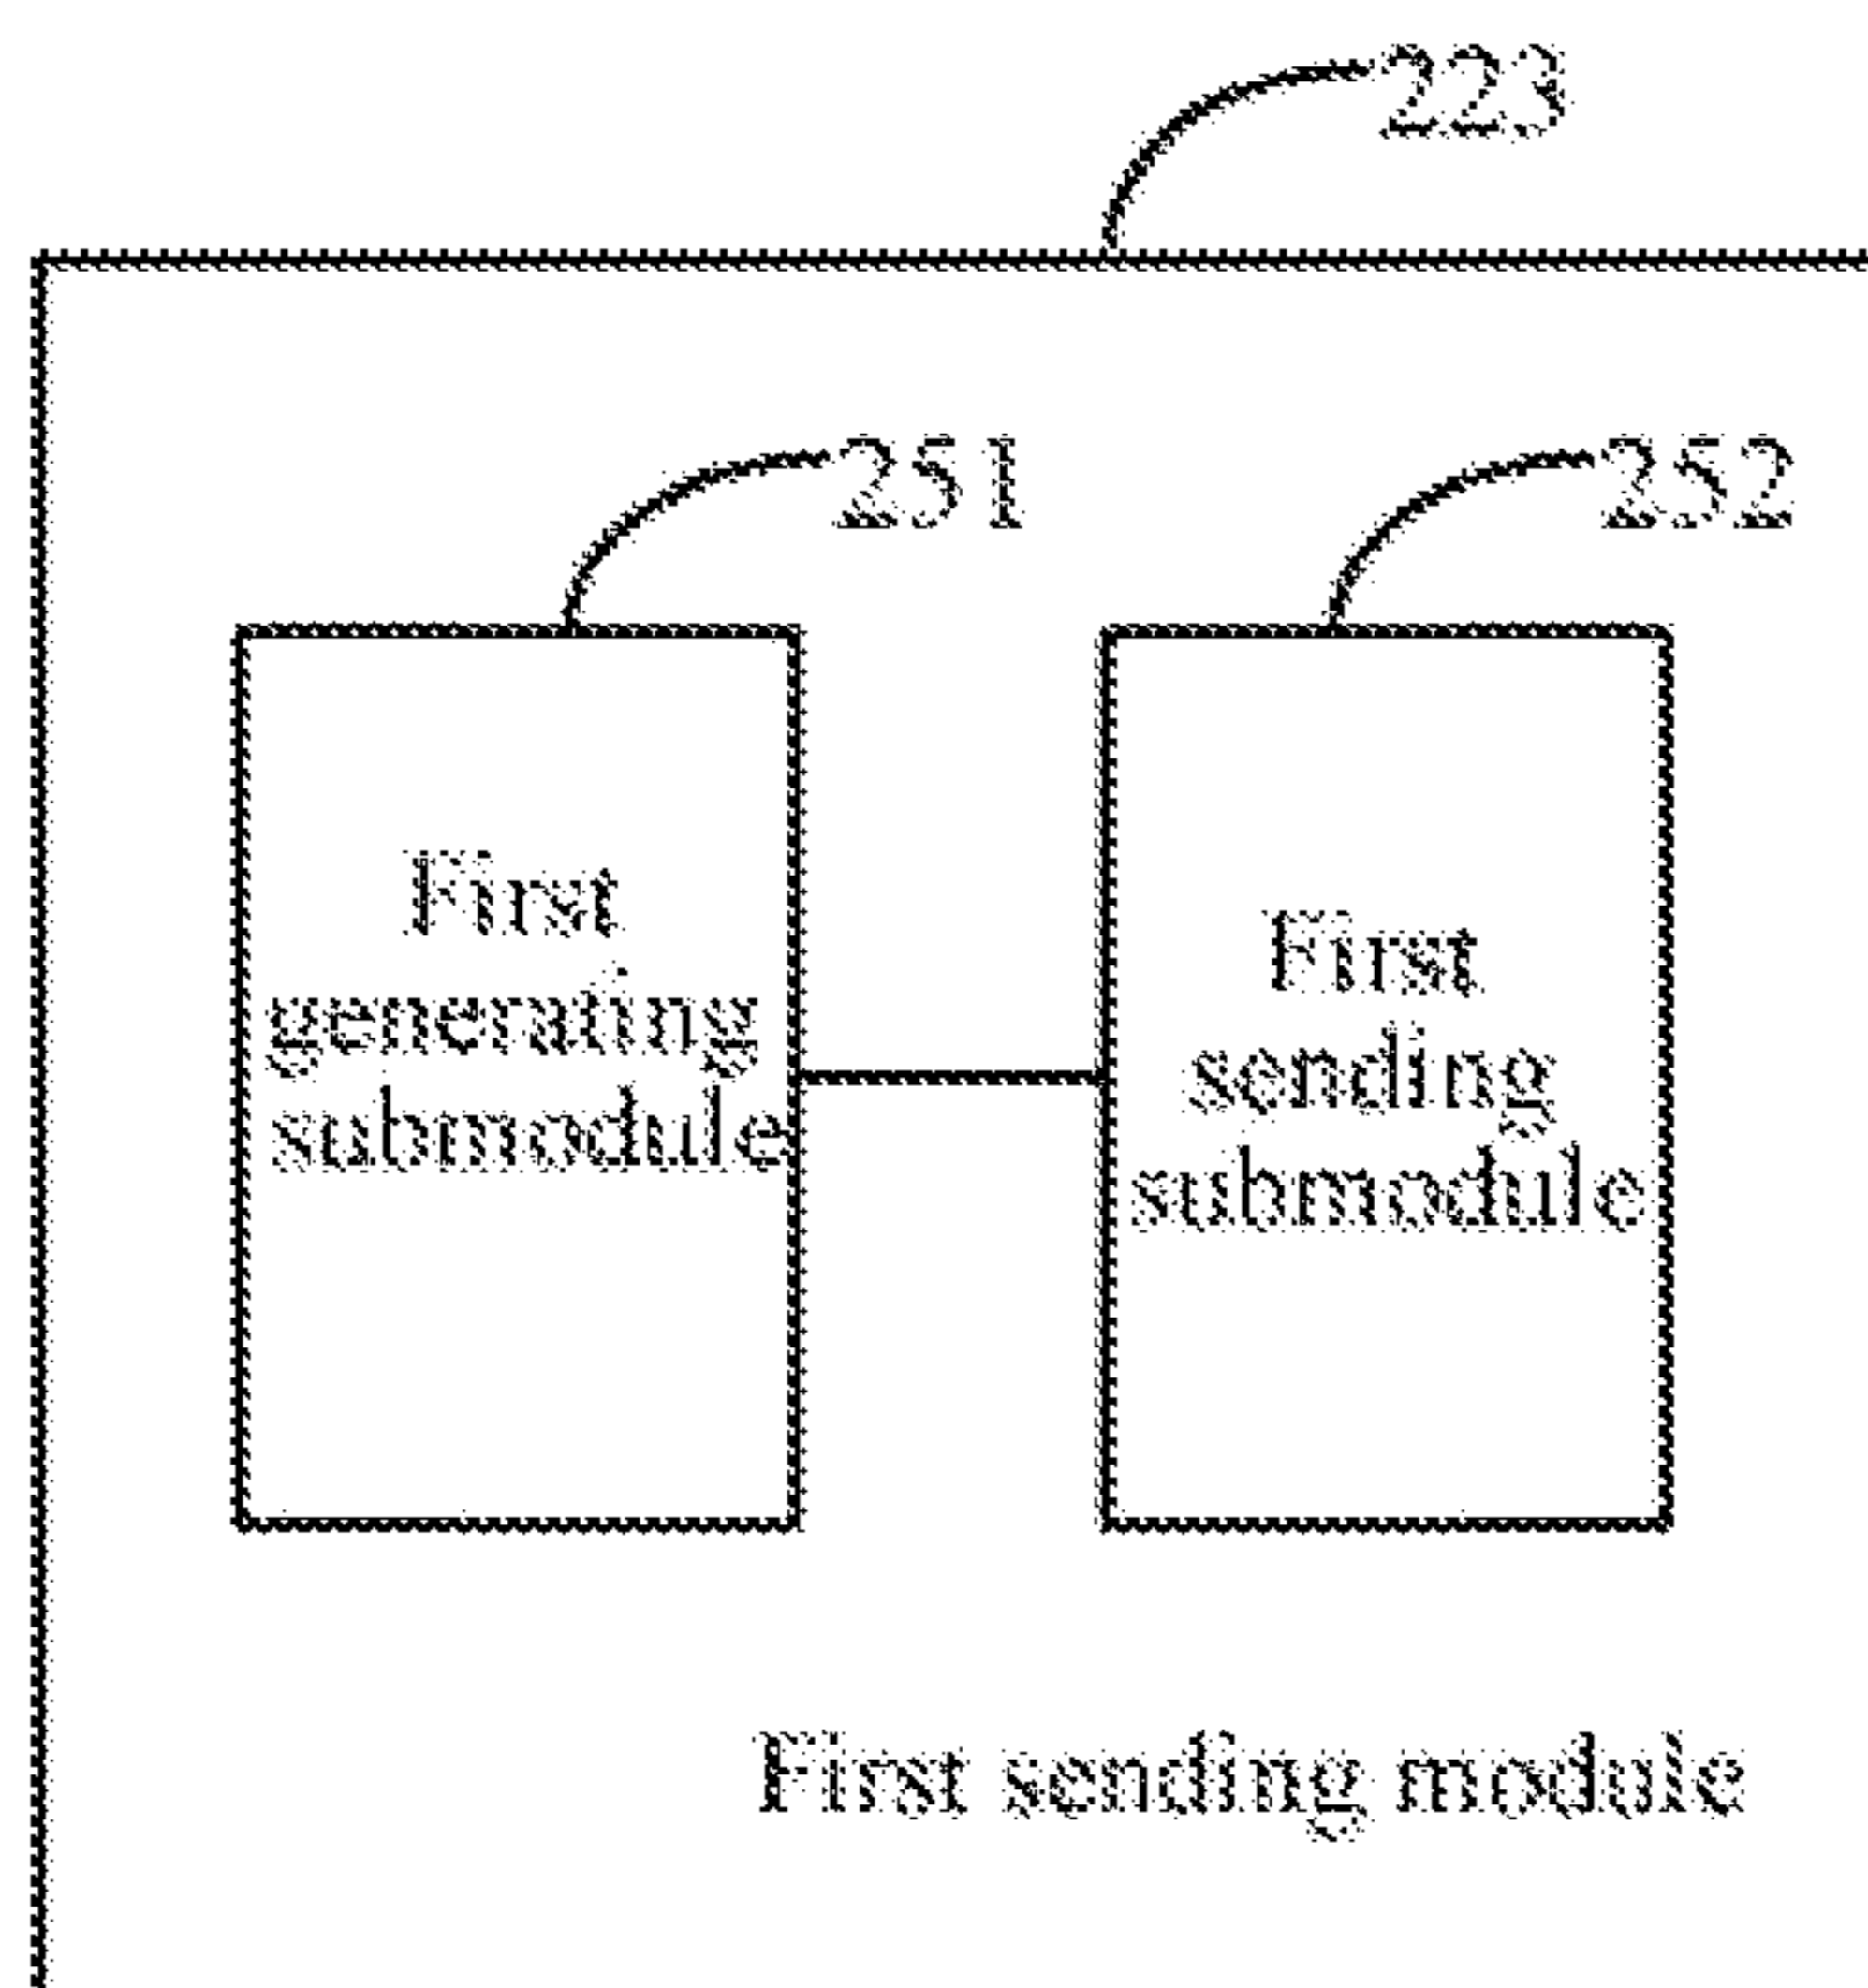 223
251
252
First
generating
submodule
First
sending
submodule
First sending module